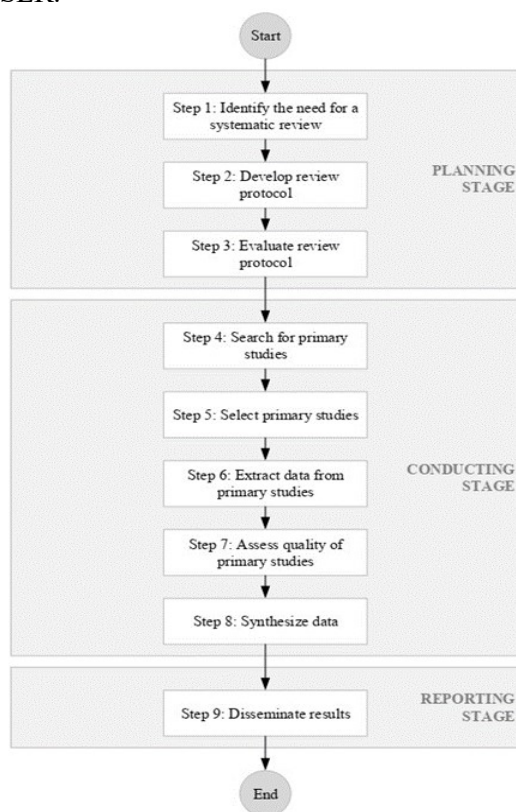 Start
Step 1: Identify the need for a
systematic review
Step 2: Develop review
protocol
PLANNING
STAGE
Step 3: Evaluate review
protocol
Step 4: Search for primary
studies
Step 5: Select primary studies
Step 6: Extract data from
primary studies
CONDUCTING
STAGE
Step 7: Assess quality of
primary studies
Step 8: Synthesize data
Step 9: Disseminate results
REPORTING
STAGE
End